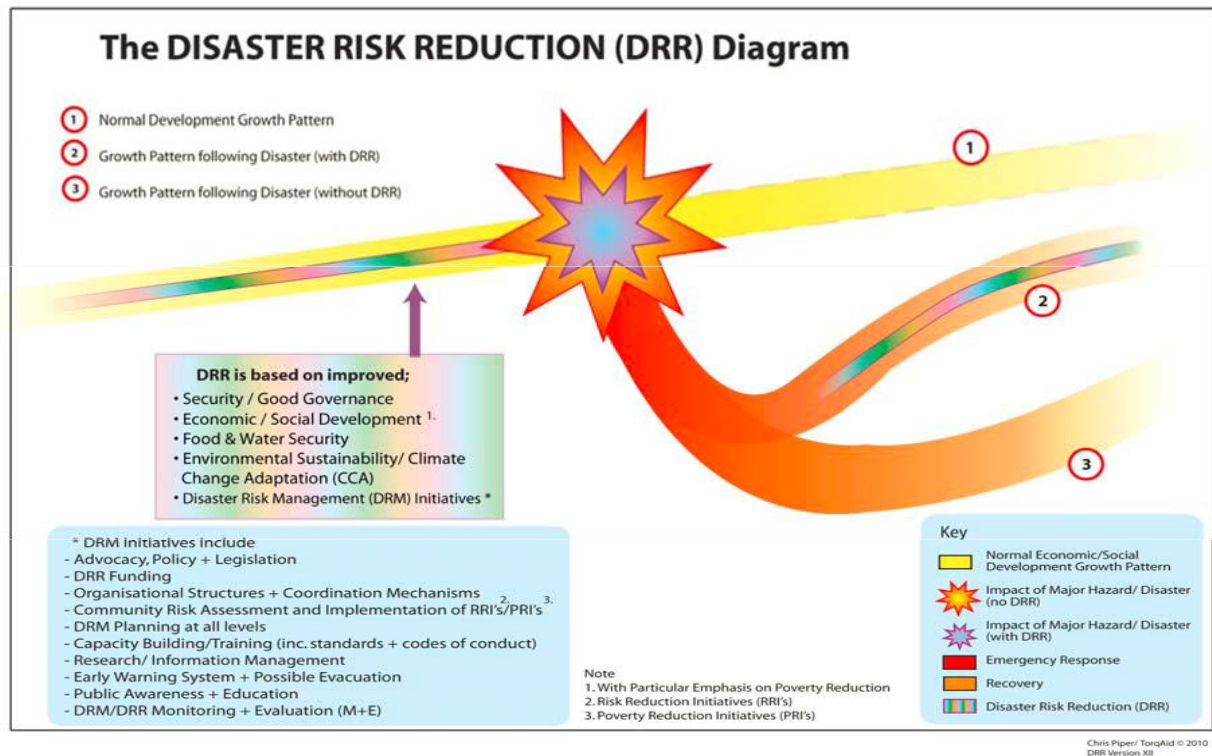 The DISASTER RISK REDUCTION (DRR) Diagram
1 Normal Development Growth Pattern
2 Growth Pattern following Disaster (with DRR)
3 Growth Pattern following Disaster (without DRR)
1
2
3
DRR is based on improved;
• Security / Good Governance
• Economic / Social Development 1.
• Food & Water Security
• Environmental Sustainability/ Climate
Change Adaptation (CCA)
• Disaster Risk Management (DRM) Initiatives *
* DRM Initiatives include
- Advocacy, Policy + Legislation
- DRR Funding
- Organisational Structures + Coordination Mechanisms
- Community Risk Assessment and Implementation of RRI's 2./PRI's 3.
- DRM Planning at all levels
- Capacity Building/Training (inc. standards + codes of conduct)
- Research/ Information Management
- Early Warning System + Possible Evacuation
- Public Awareness + Education
- DRM/DRR Monitoring + Evaluation (M+E)
Note
1. With Particular Emphasis on Poverty Reduction
2. Risk Reduction Initiatives (RRI's)
3. Poverty Reduction Initiatives (PRI's)
Key
Normal Economic/Social
Development Growth Pattern
Impact of Major Hazard/ Disaster
(no DRR)
Impact of Major Hazard/ Disaster
(with DRR)
Emergency Response
Recovery
Disaster Risk Reduction (DRR)
Chris Piper/ TorqAid © 2010
DRR Version XII